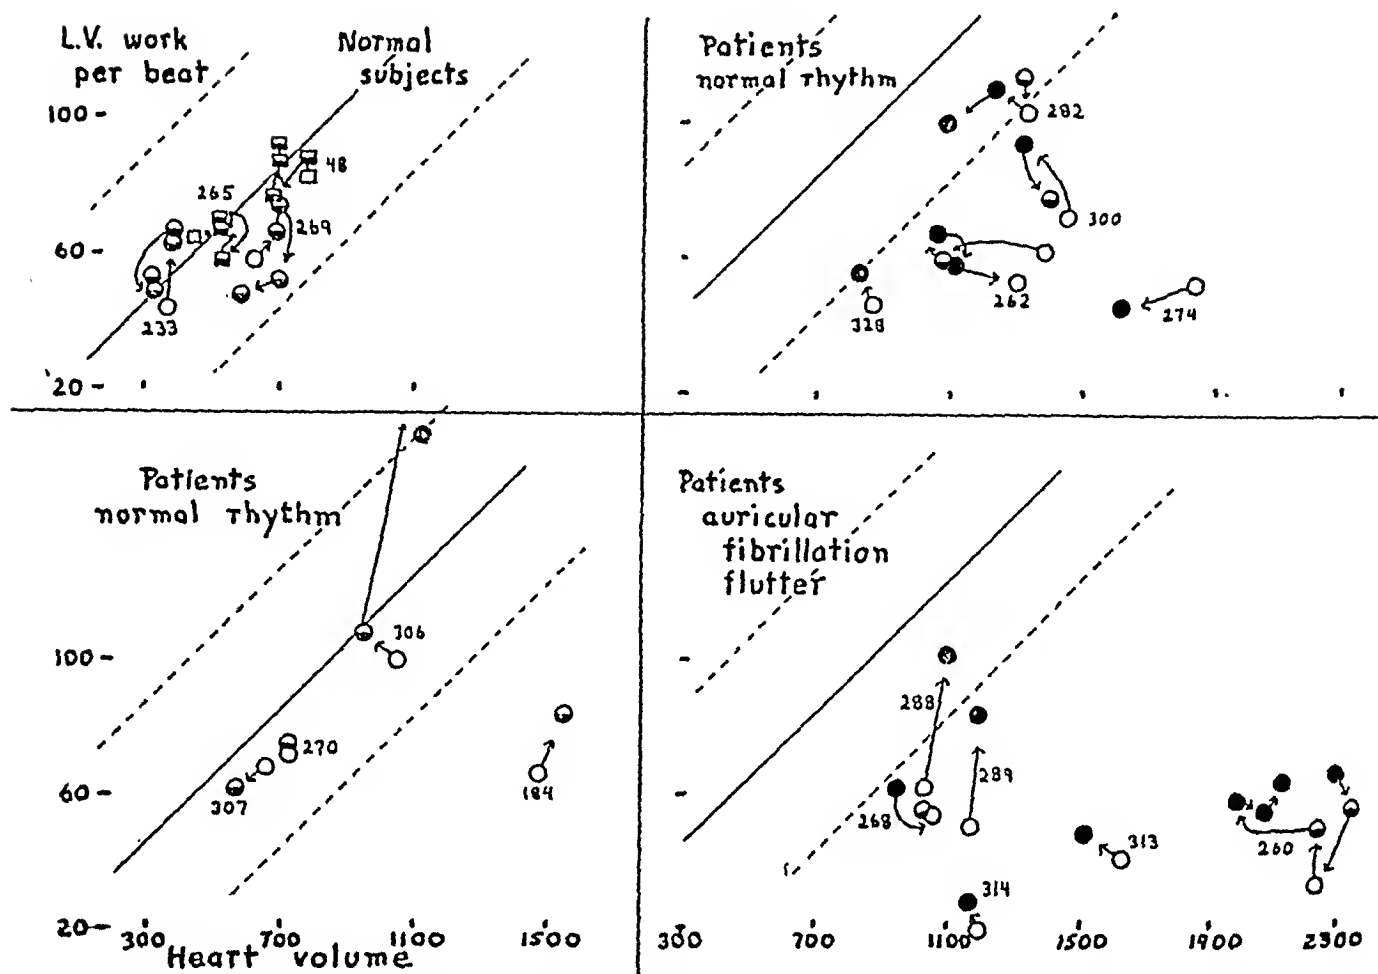 L.V. work
per beat
Normal
subjects
100
60
20
265
48
269
233
Patients
normal rhythm
282
300
262
328
274
Patients
normal rhythm
100
60
20
306
270
307
184
300 700 1100 1500
Heart volume
Patients
auricular
fibrillation
flutter
288
289
268
314
313
260
300 700 1100 1500 1900 2300